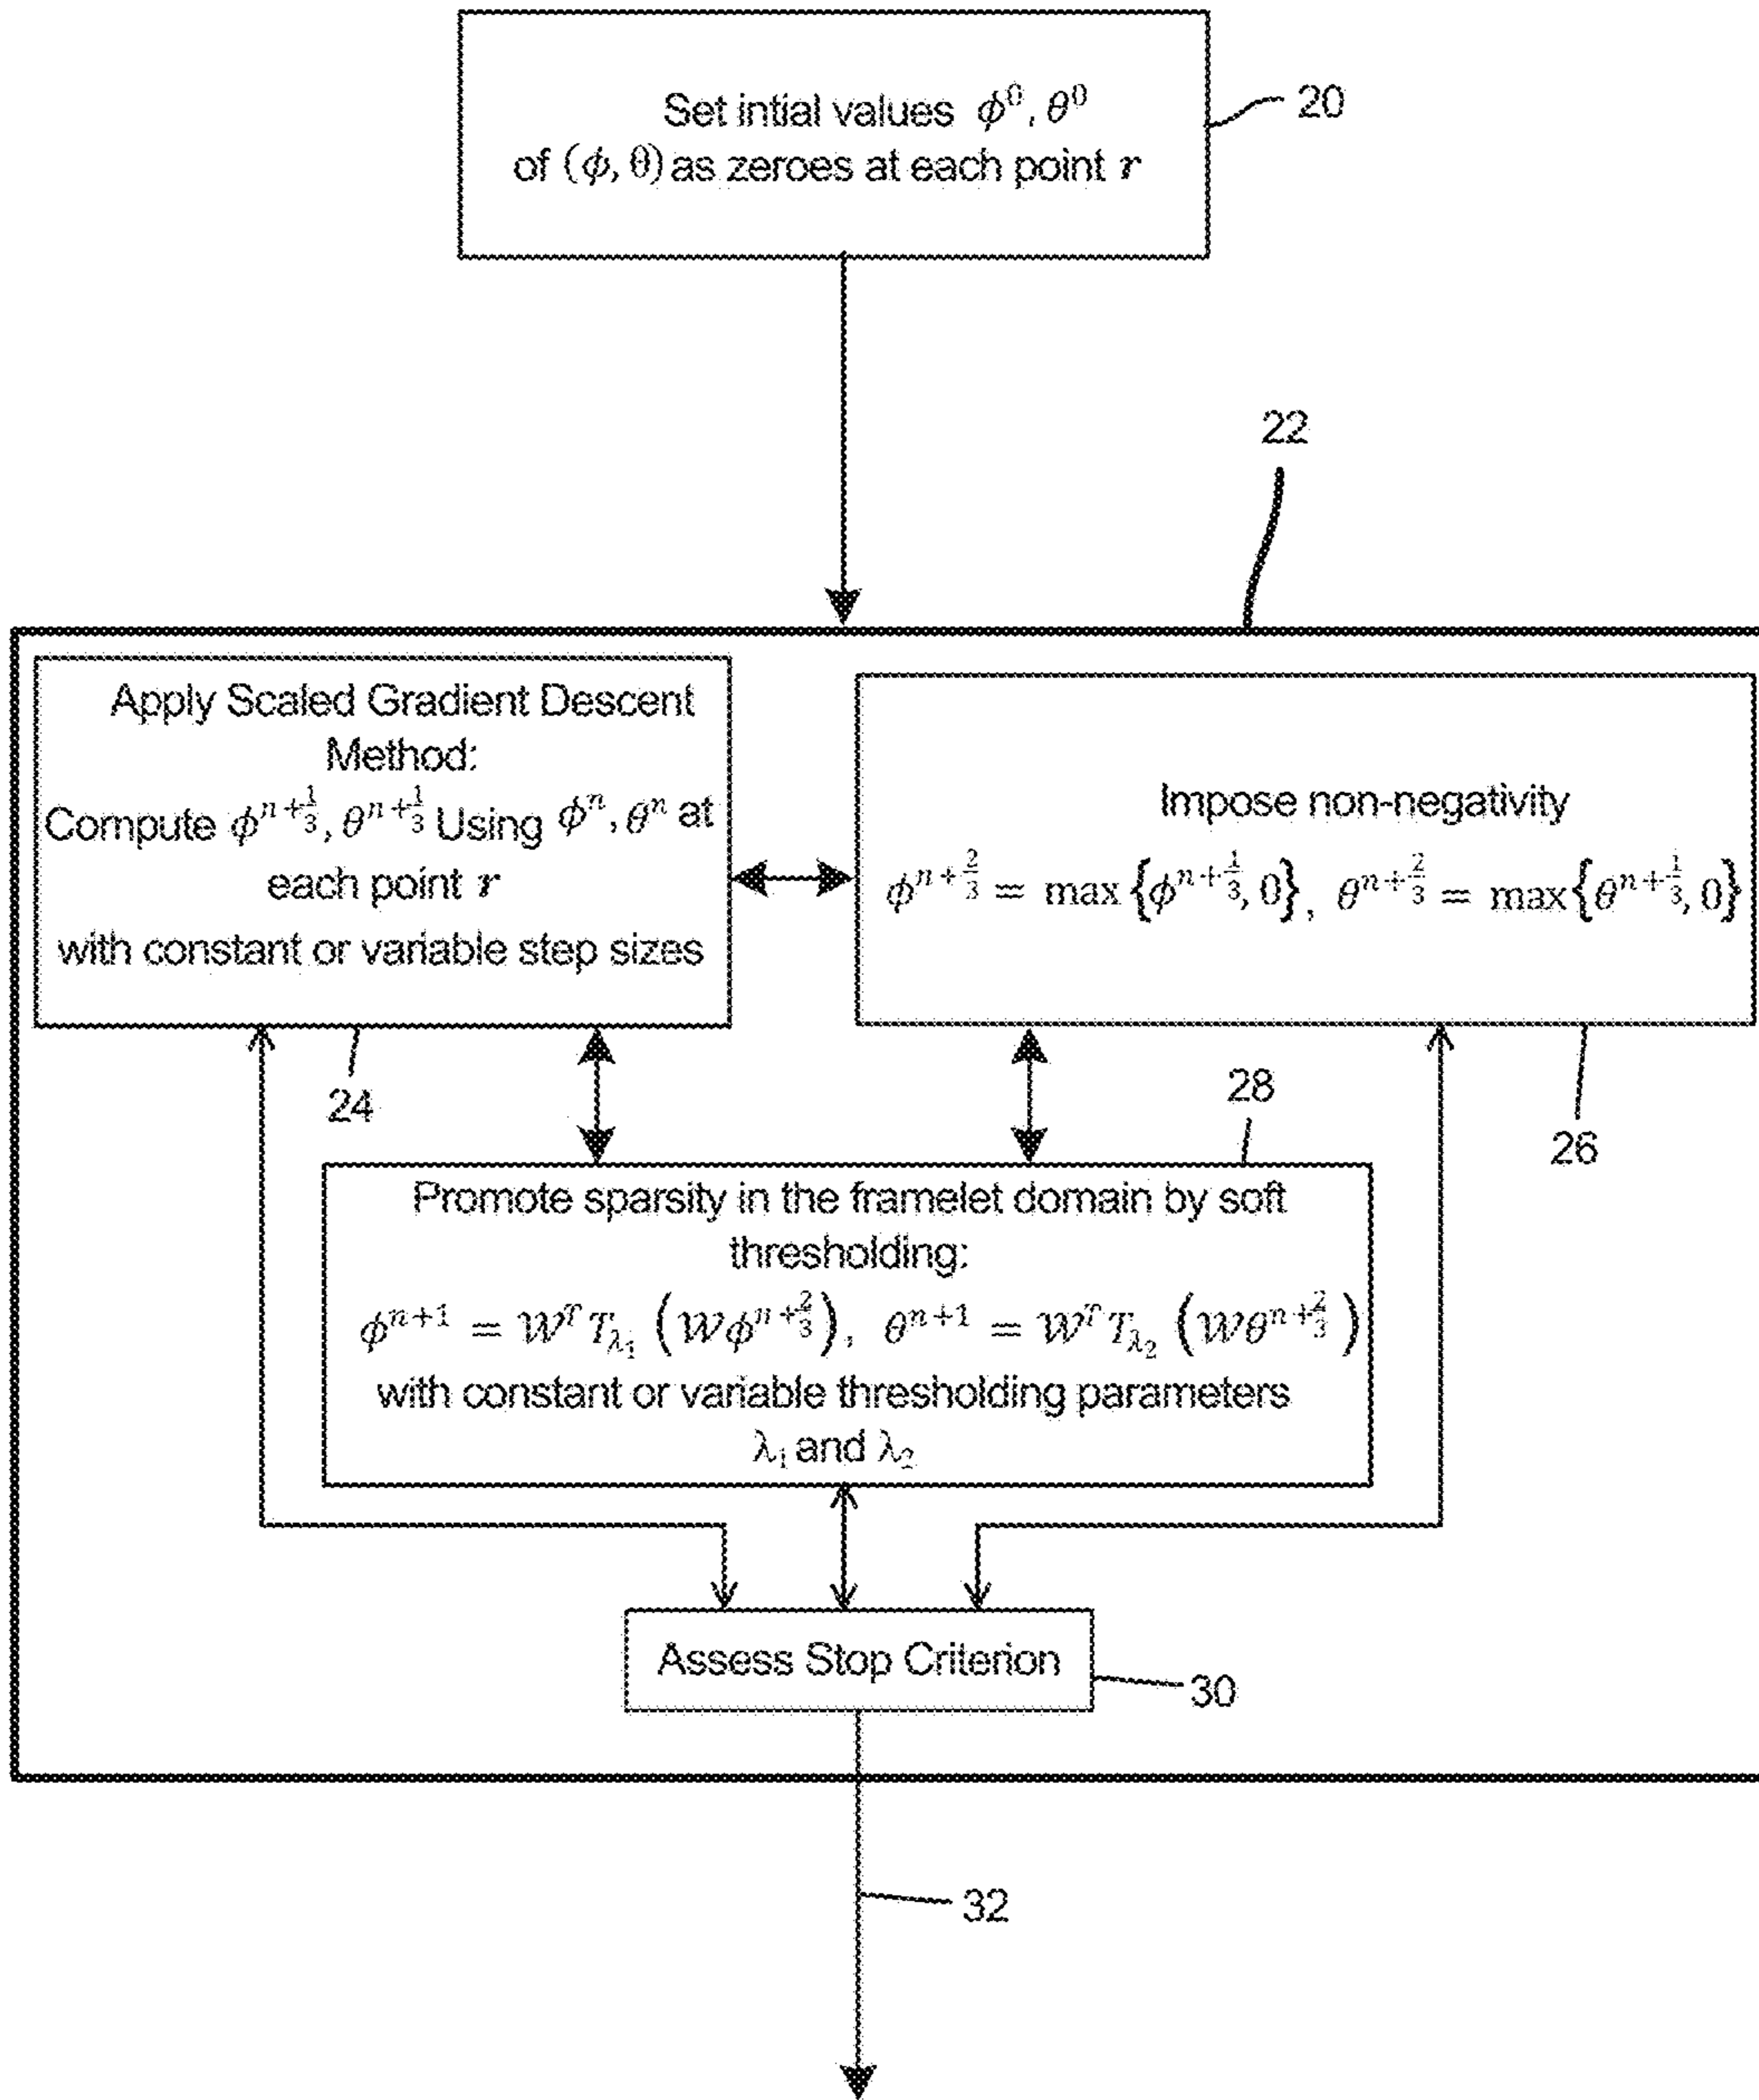 Set intial values ϕ⁰, θ⁰
of (ϕ, θ) as zeroes at each point r
20
22
Apply Scaled Gradient Descent
Method:
Compute ϕ^{n+1/3}, θ^{n+1/3} Using ϕ^n, θ^n at
each point r
with constant or variable step sizes
24
Impose non-negativity
ϕ^{n+2/3} = max{ϕ^{n+1/3}, 0}, θ^{n+2/3} = max{θ^{n+1/3}, 0}
26
28
Promote sparsity in the framelet domain by soft
thresholding:
ϕ^{n+1} = 𝒲^T T_{λ₁} (𝒲ϕ^{n+2/3}), θ^{n+1} = 𝒲^T T_{λ₂} (𝒲θ^{n+2/3})
with constant or variable thresholding parameters
λ₁ and λ₂
Assess Stop Criterion
30
32